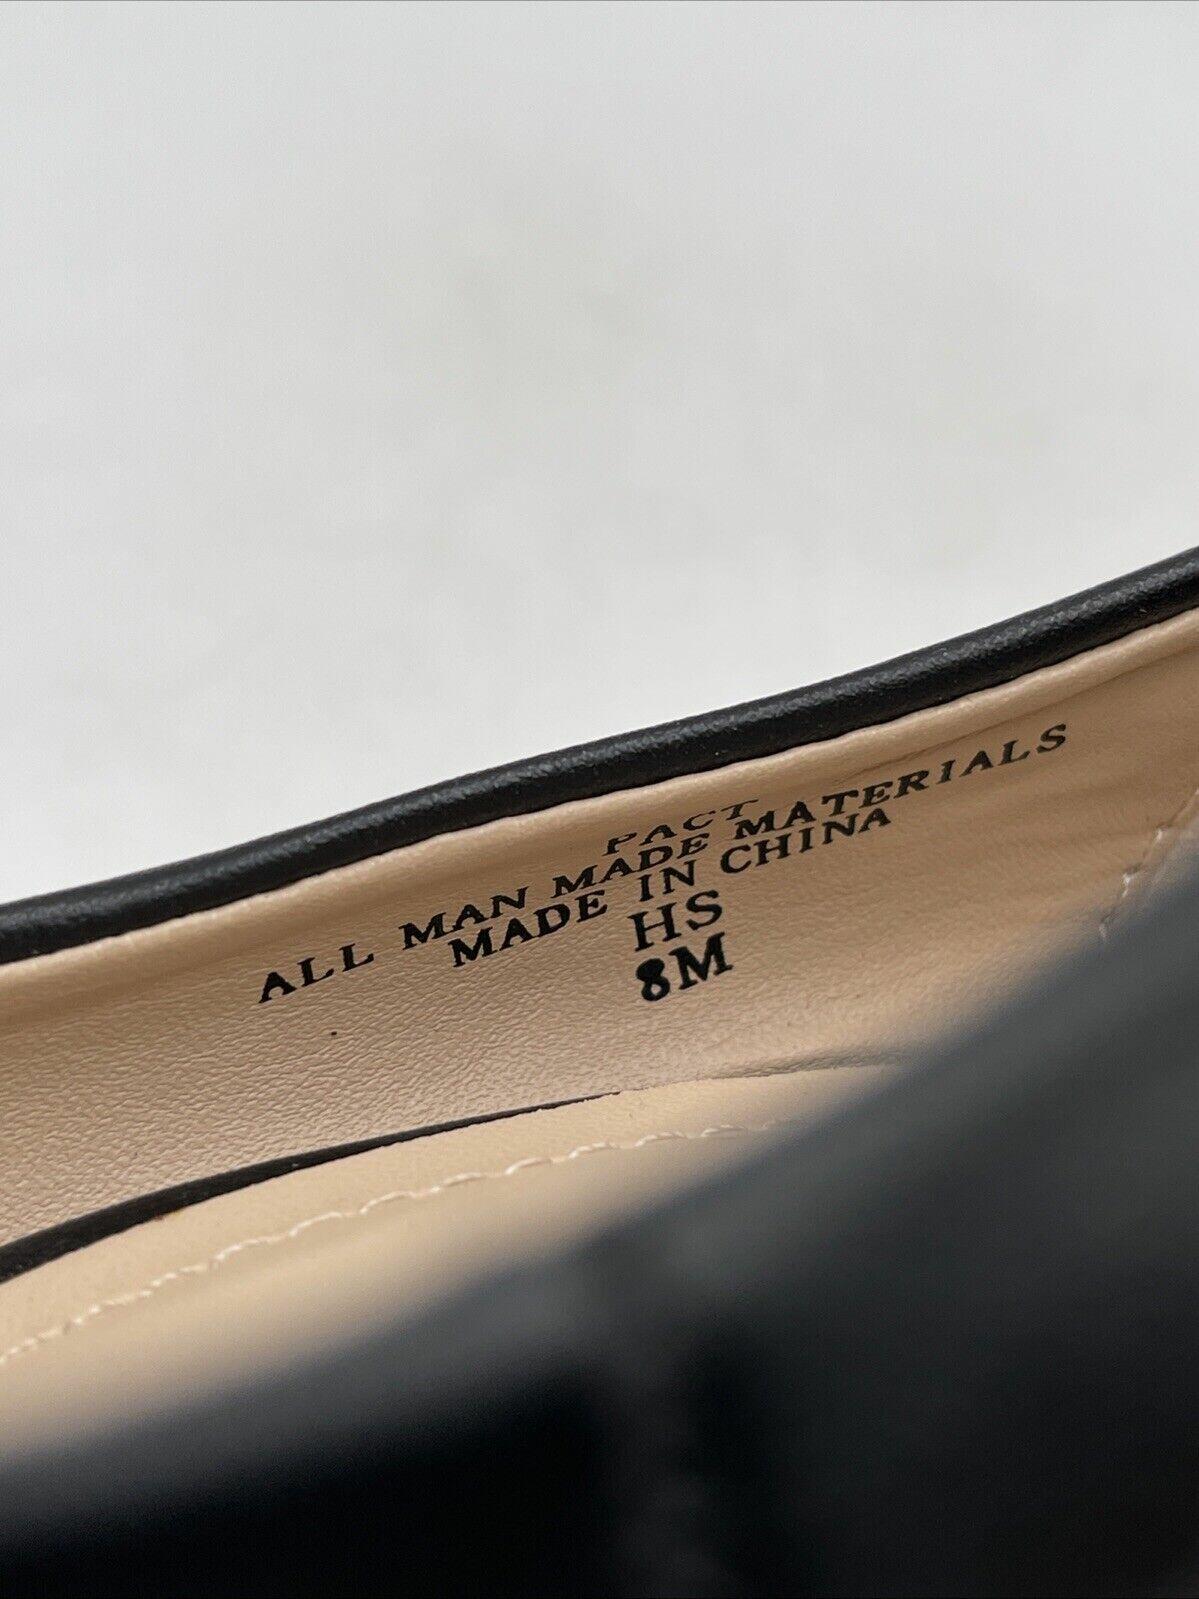 PACT
ALL MAN MADE MATERIALS
MADE IN CHINA
HS
8M